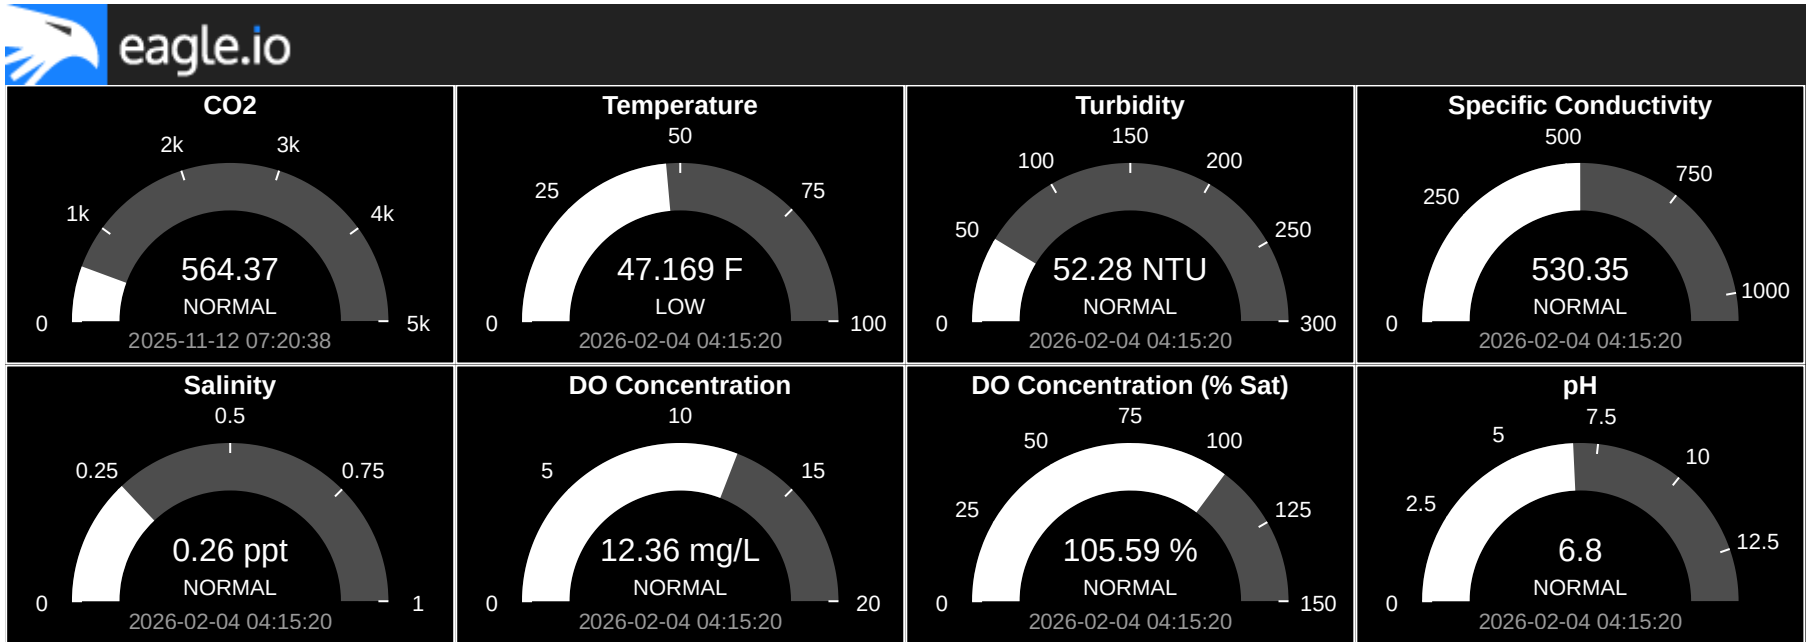 eagle.io
CO2
0
1k
2k
3k
4k
5k
564.37
NORMAL
2025-11-12 07:20:38
Temperature
0
25
50
75
100
47.169 F
LOW
2026-02-04 04:15:20
Turbidity
0
50
100
150
200
250
300
52.28 NTU
NORMAL
2026-02-04 04:15:20
Specific Conductivity
0
250
500
750
1000
530.35
NORMAL
2026-02-04 04:15:20
Salinity
0
0.25
0.5
0.75
1
0.26 ppt
NORMAL
2026-02-04 04:15:20
DO Concentration
0
5
10
15
20
12.36 mg/L
NORMAL
2026-02-04 04:15:20
DO Concentration (% Sat)
0
25
50
75
100
125
150
105.59 %
NORMAL
2026-02-04 04:15:20
pH
0
2.5
5
7.5
10
12.5
6.8
NORMAL
2026-02-04 04:15:20